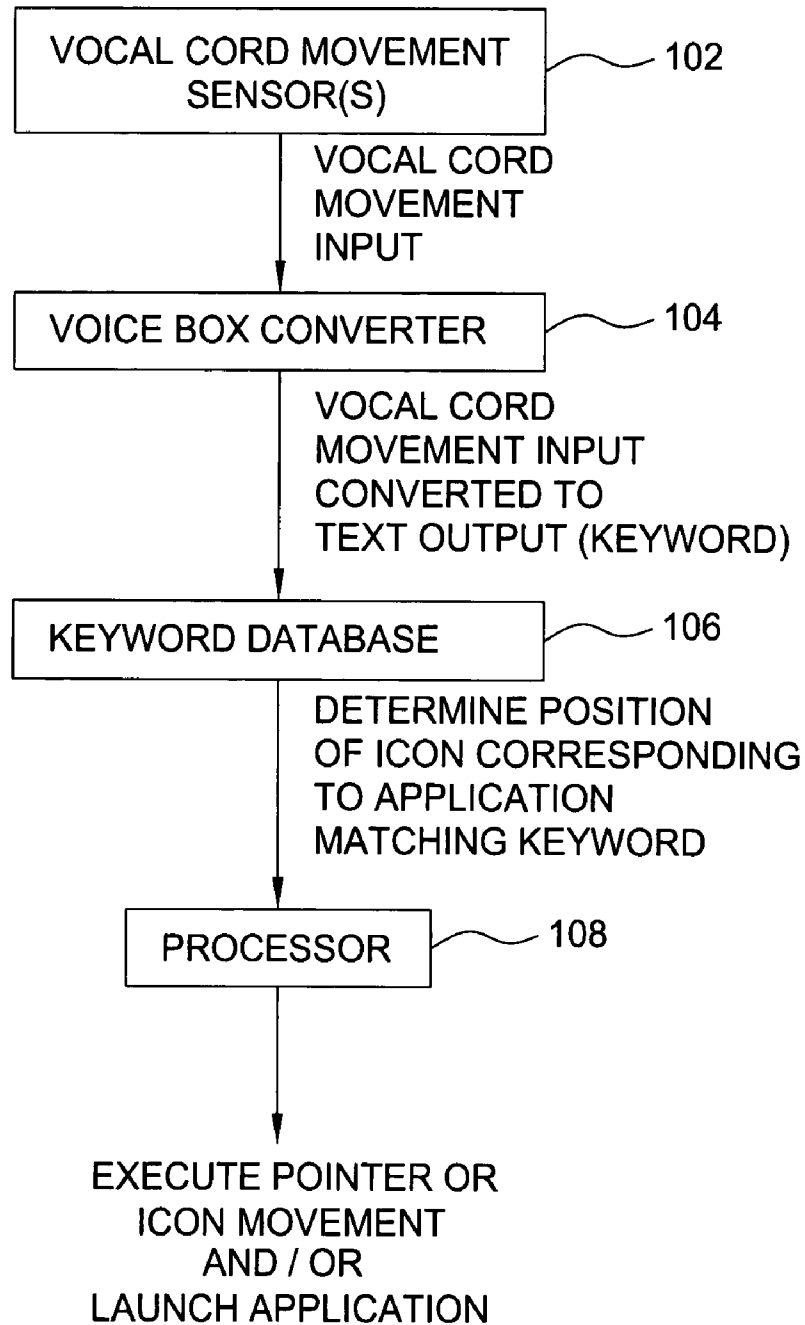 VOCAL CORD MOVEMENT
SENSOR(S)
102
VOCAL CORD
MOVEMENT
INPUT
VOICE BOX CONVERTER
104
VOCAL CORD
MOVEMENT INPUT
CONVERTED TO
TEXT OUTPUT (KEYWORD)
KEYWORD DATABASE
106
DETERMINE POSITION
OF ICON CORRESPONDING
TO APPLICATION
MATCHING KEYWORD
PROCESSOR
108
EXECUTE POINTER OR
ICON MOVEMENT
AND / OR
LAUNCH APPLICATION